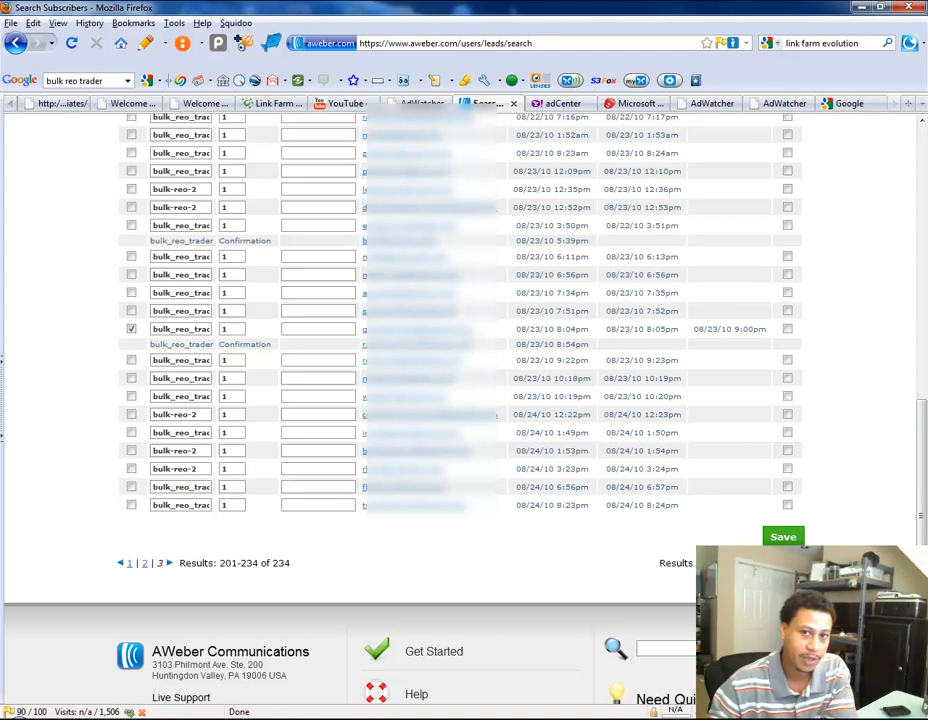 Search Subscribers - Mozilla Firefox
File Edit View History Bookmarks Tools Help Squidoo
aweber.com https://www.aweber.com/users/leads/search link farm evolution
Google bulk reo trader
http:...iates/ Welcome ... Welcome ... Link Farm ... YouTube AdWatcher Searc... adCenter Microsoft ... AdWatcher AdWatcher Google
bulk_reo_trac 1 08/22/10 7:16pm 08/22/10 7:17pm
bulk_reo_trac 1 08/23/10 1:52am 08/23/10 1:53am
bulk_reo_trac 1 08/23/10 8:23am 08/23/10 8:24am
bulk_reo_trac 1 08/23/10 12:09pm 08/23/10 12:10pm
bulk-reo-2 1 08/23/10 12:35pm 08/23/10 12:36pm
bulk-reo-2 1 08/23/10 12:52pm 08/23/10 12:53pm
bulk_reo_trac 1 08/23/10 3:50pm 08/23/10 3:51pm
bulk_reo_trader Confirmation 08/23/10 5:39pm
bulk_reo_trac 1 08/23/10 6:11pm 08/23/10 6:13pm
bulk_reo_trac 1 08/23/10 6:56pm 08/23/10 6:56pm
bulk_reo_trac 1 08/23/10 7:34pm 08/23/10 7:35pm
bulk_reo_trac 1 08/23/10 7:51pm 08/23/10 7:52pm
bulk_reo_trac 1 08/23/10 8:04pm 08/23/10 8:05pm 08/23/10 9:00pm
bulk_reo_trader Confirmation 08/23/10 8:54pm
bulk_reo_trac 1 08/23/10 9:22pm 08/23/10 9:23pm
bulk_reo_trac 1 08/23/10 10:18pm 08/23/10 10:19pm
bulk_reo_trac 1 08/23/10 10:19pm 08/23/10 10:20pm
bulk-reo-2 1 08/24/10 12:22pm 08/24/10 12:23pm
bulk_reo_trac 1 08/24/10 1:49pm 08/24/10 1:50pm
bulk-reo-2 1 08/24/10 1:53pm 08/24/10 1:54pm
bulk-reo-2 1 08/24/10 3:23pm 08/24/10 3:24pm
bulk_reo_trac 1 08/24/10 6:56pm 08/24/10 6:57pm
bulk_reo_trac 1 08/24/10 8:23pm 08/24/10 8:24pm
Save
1 | 2 | 3 Results: 201-234 of 234 Results
AWeber Communications
3103 Philmont Ave. Ste. 200
Huntingdon Valley, PA 19006 USA
Live Support
Get Started
Help
Need Qui
90 / 100 Visits: n/a / 1,506 Done N/A